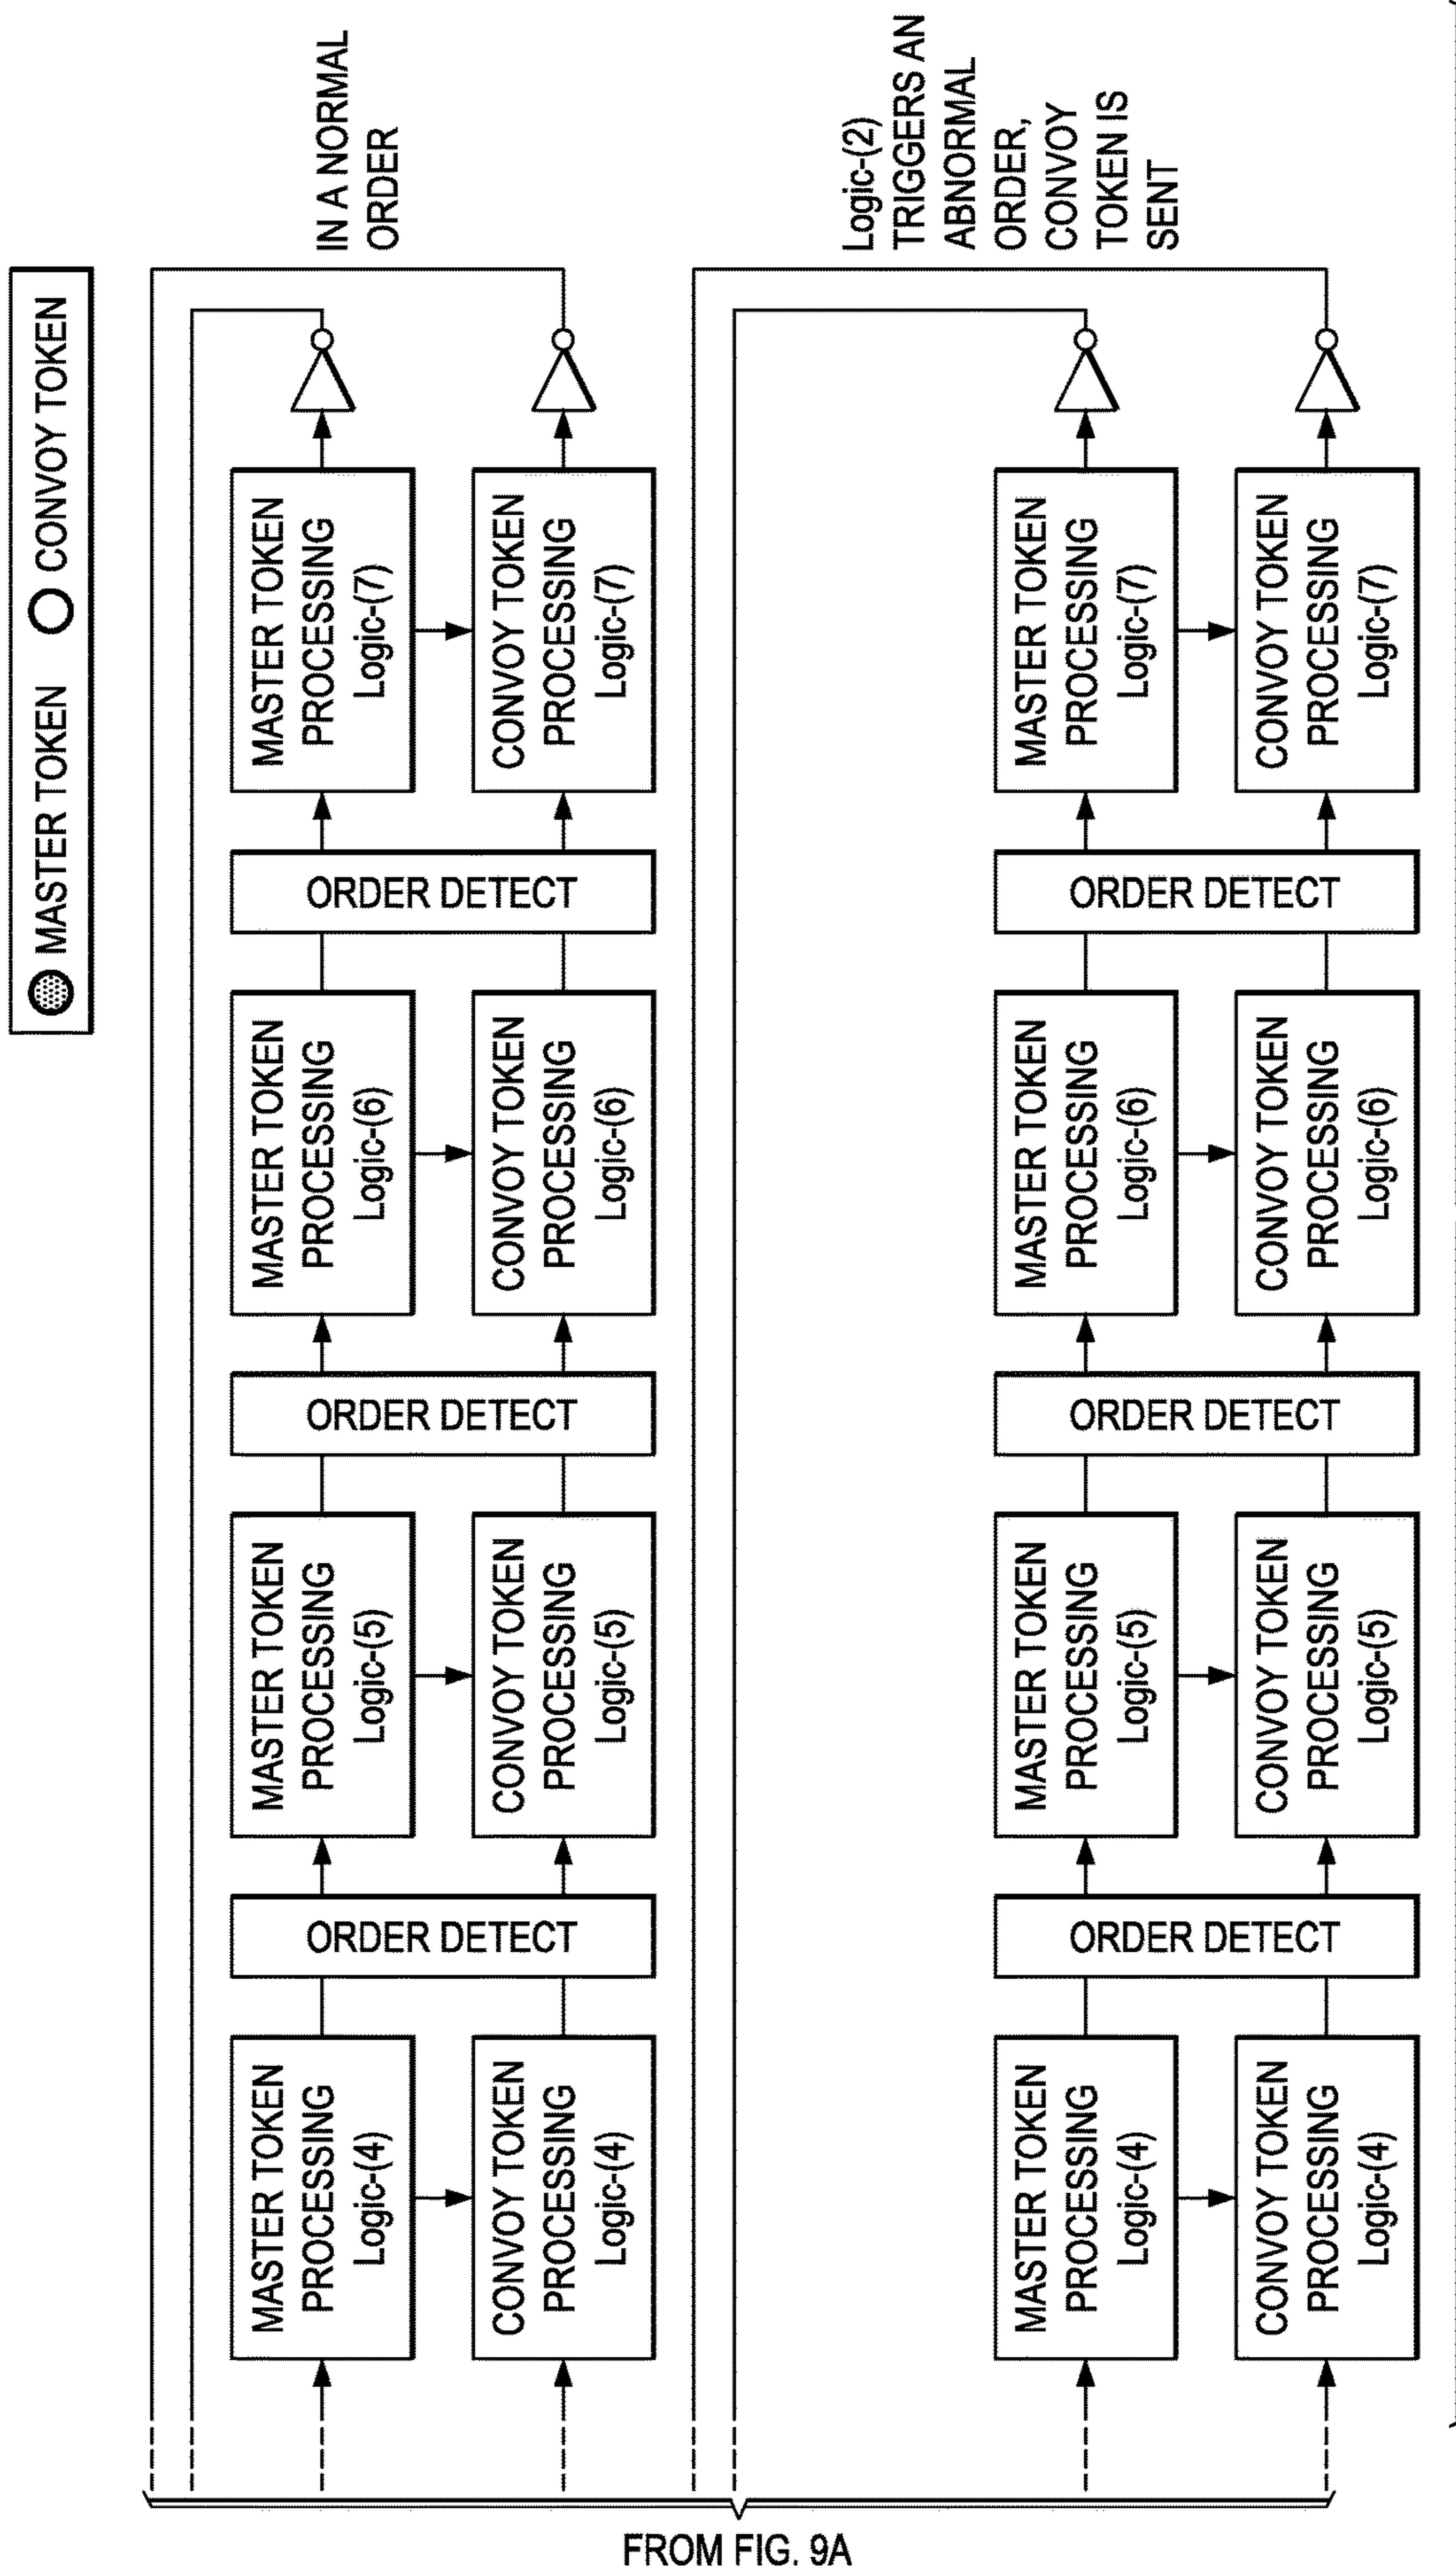 MASTER TOKEN
CONVOY TOKEN
MASTER TOKEN
PROCESSING
Logic-(4)
ORDER DETECT
MASTER TOKEN
PROCESSING
Logic-(5)
ORDER DETECT
MASTER TOKEN
PROCESSING
Logic-(6)
ORDER DETECT
MASTER TOKEN
PROCESSING
Logic-(7)
IN A NORMAL
ORDER
CONVOY TOKEN
PROCESSING
Logic-(4)
CONVOY TOKEN
PROCESSING
Logic-(5)
CONVOY TOKEN
PROCESSING
Logic-(6)
CONVOY TOKEN
PROCESSING
Logic-(7)
Logic-(2)
TRIGGERS AN
ABNORMAL
ORDER,
CONVOY
TOKEN IS
SENT
MASTER TOKEN
PROCESSING
Logic-(4)
ORDER DETECT
MASTER TOKEN
PROCESSING
Logic-(5)
ORDER DETECT
MASTER TOKEN
PROCESSING
Logic-(6)
ORDER DETECT
MASTER TOKEN
PROCESSING
Logic-(7)
CONVOY TOKEN
PROCESSING
Logic-(4)
CONVOY TOKEN
PROCESSING
Logic-(5)
CONVOY TOKEN
PROCESSING
Logic-(6)
CONVOY TOKEN
PROCESSING
Logic-(7)
FROM FIG. 9A